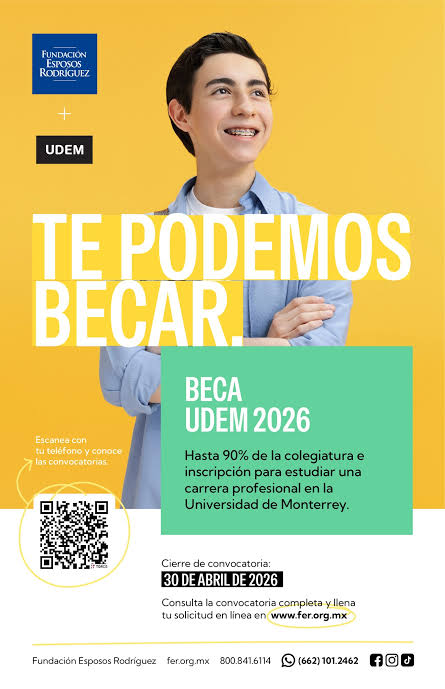 FUNDACIÓN
ESPOSOS
RODRÍGUEZ
+
UDEM
TE PODEMOS
BECAR.
BECA
UDEM 2026
Hasta 90% de la colegiatura e
inscripción para estudiar una
carrera profesional en la
Universidad de Monterrey.
Escanea con
tu teléfono y conoce
las convocatorias.
Cierre de convocatoria:
30 DE ABRIL DE 2026
Consulta la convocatoria completa y llena
tu solicitud en línea en www.fer.org.mx
Fundación Esposos Rodríguez fer.org.mx 800.841.6114 (662) 101.2462